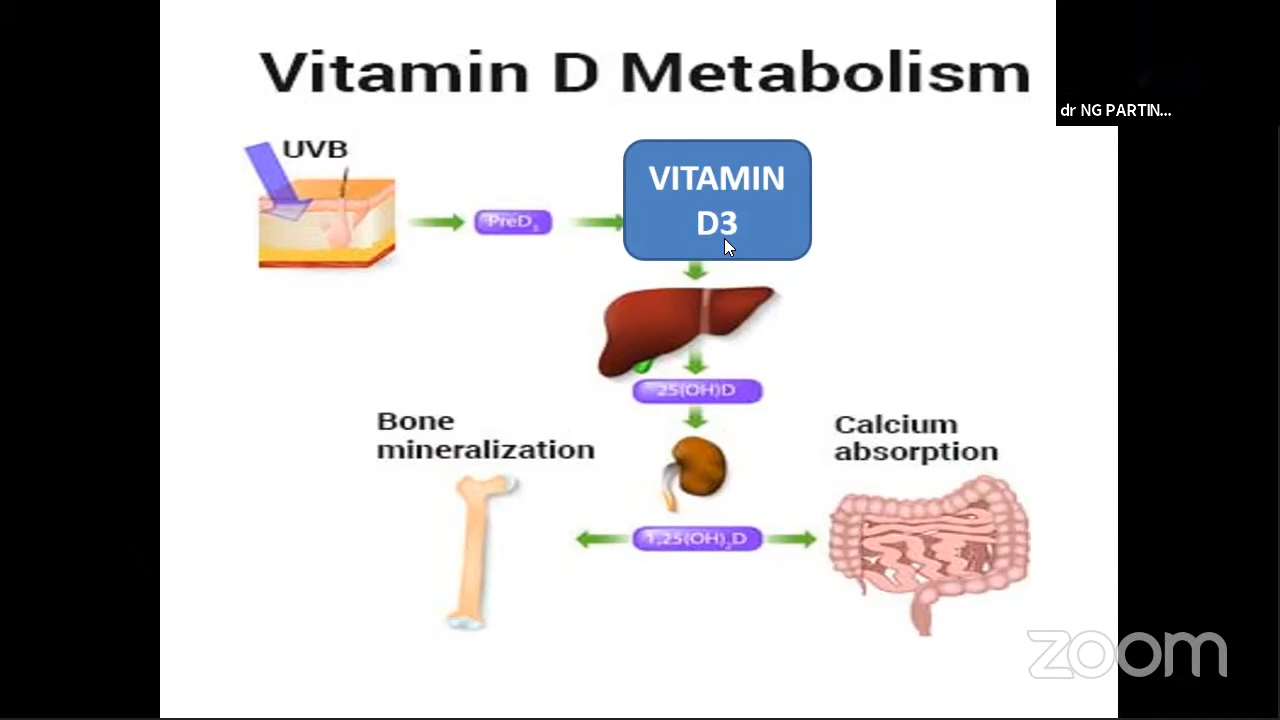 Vitamin D Metabolism
dr NG PARTIN...
UVB
PreD₃
VITAMIN
D3
25(OH)D
Bone
mineralization
Calcium
absorption
1,25(OH)₂D
zoom